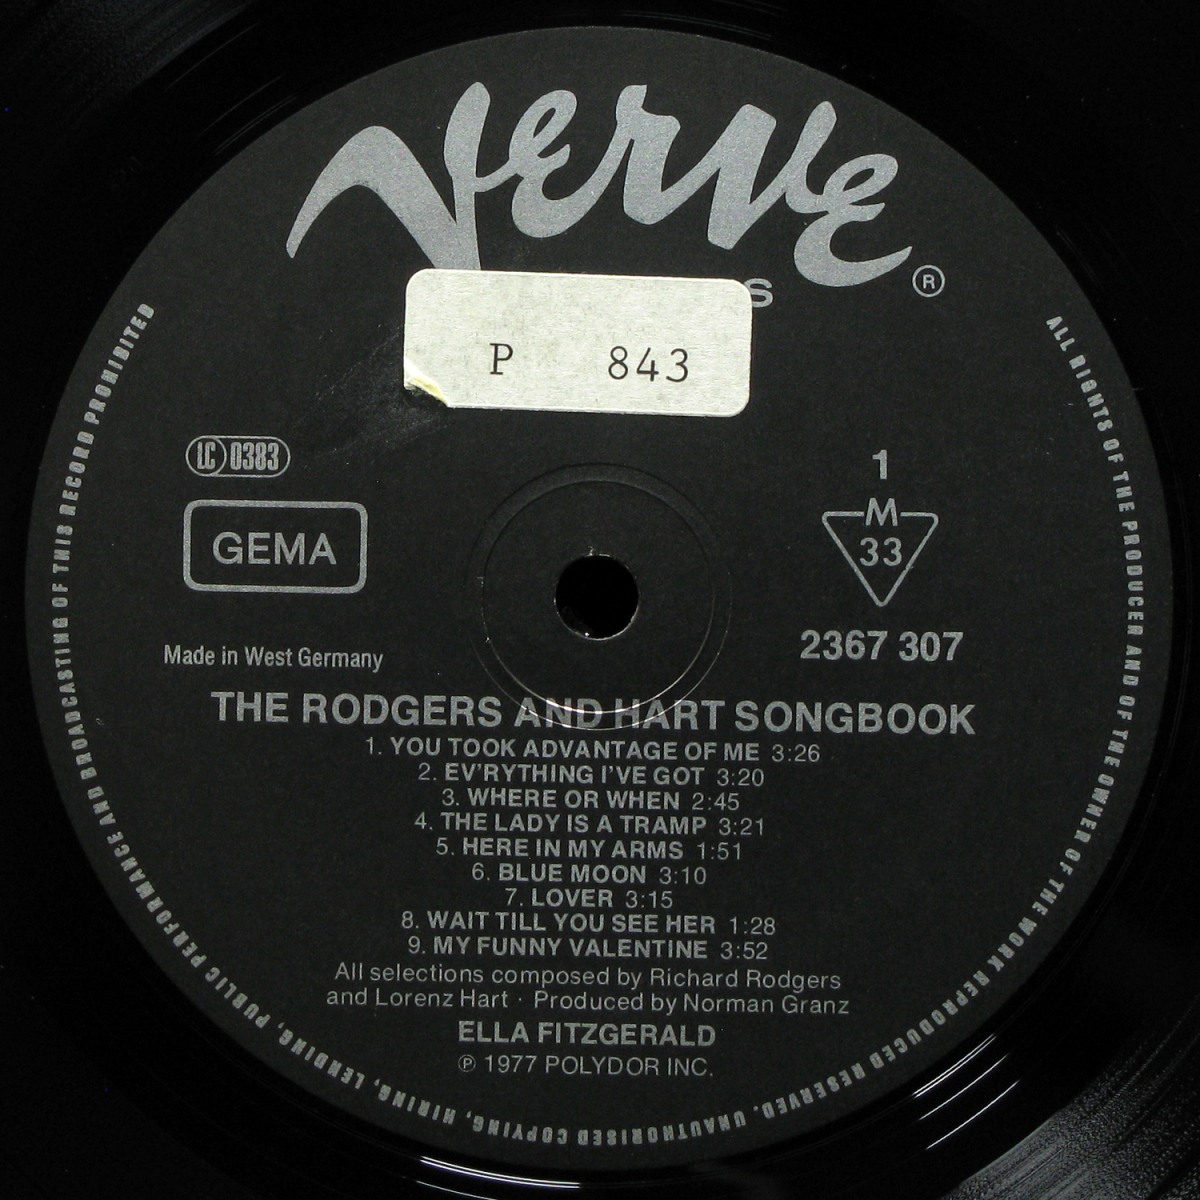 Verve
S ®
P 843
LC 0383
GEMA
1
M
33
2367 307
Made in West Germany
THE RODGERS AND HART SONGBOOK
1. YOU TOOK ADVANTAGE OF ME 3:26
2. EV'RYTHING I'VE GOT 3:20
3. WHERE OR WHEN 2:45
4. THE LADY IS A TRAMP 3:21
5. HERE IN MY ARMS 1:51
6. BLUE MOON 3:10
7. LOVER 3:15
8. WAIT TILL YOU SEE HER 1:28
9. MY FUNNY VALENTINE 3:52
All selections composed by Richard Rodgers
and Lorenz Hart · Produced by Norman Granz
ELLA FITZGERALD
℗ 1977 POLYDOR INC.
ALL RIGHTS OF THE PRODUCER AND OF THE OWNER OF THE WORK REPRODUCED RESERVED. UNAUTHORISED COPYING, HIRING, LENDING, PUBLIC PERFORMANCE AND BROADCASTING OF THIS RECORD PROHIBITED